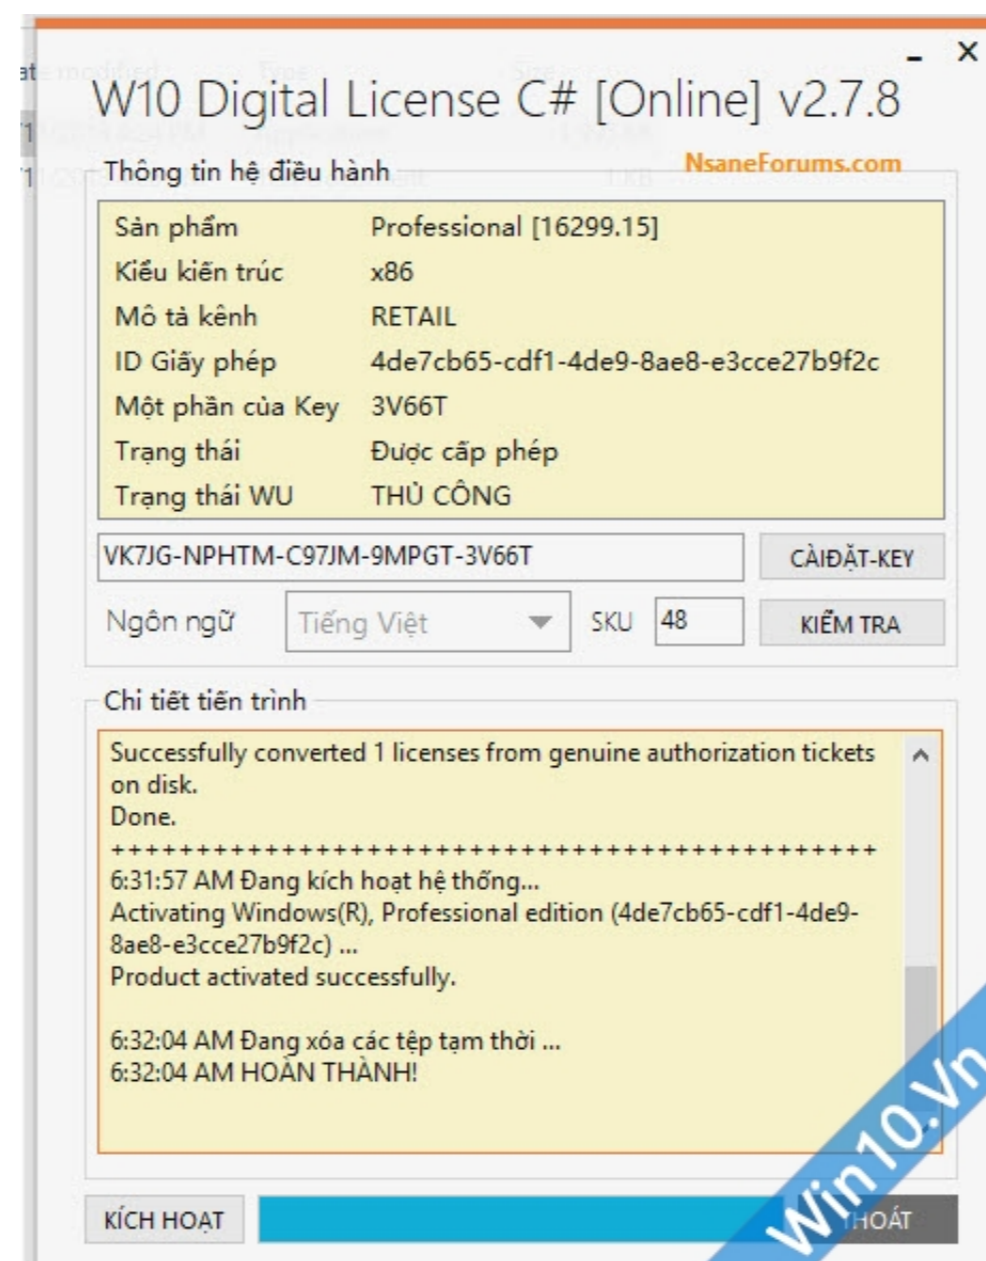 W10 Digital License C# [Online] v2.7.8
NsaneForums.com
Thông tin hệ điều hành
Sản phẩm Professional [16299.15]
Kiểu kiến trúc x86
Mô tả kênh RETAIL
ID Giấy phép 4de7cb65-cdf1-4de9-8ae8-e3cce27b9f2c
Một phần của Key 3V66T
Trạng thái Được cấp phép
Trạng thái WU THỦ CÔNG
VK7JG-NPHTM-C97JM-9MPGT-3V66T CÀIĐẶT-KEY
Ngôn ngữ Tiếng Việt SKU 48 KIỂM TRA
Chi tiết tiến trình
Successfully converted 1 licenses from genuine authorization tickets
on disk.
Done.
+++++++++++++++++++++++++++++++++++++++++++++
6:31:57 AM Đang kích hoạt hệ thống...
Activating Windows(R), Professional edition (4de7cb65-cdf1-4de9-
8ae8-e3cce27b9f2c) ...
Product activated successfully.
6:32:04 AM Đang xóa các tệp tạm thời ...
6:32:04 AM HOÀN THÀNH!
KÍCH HOẠT
Win10.Vn